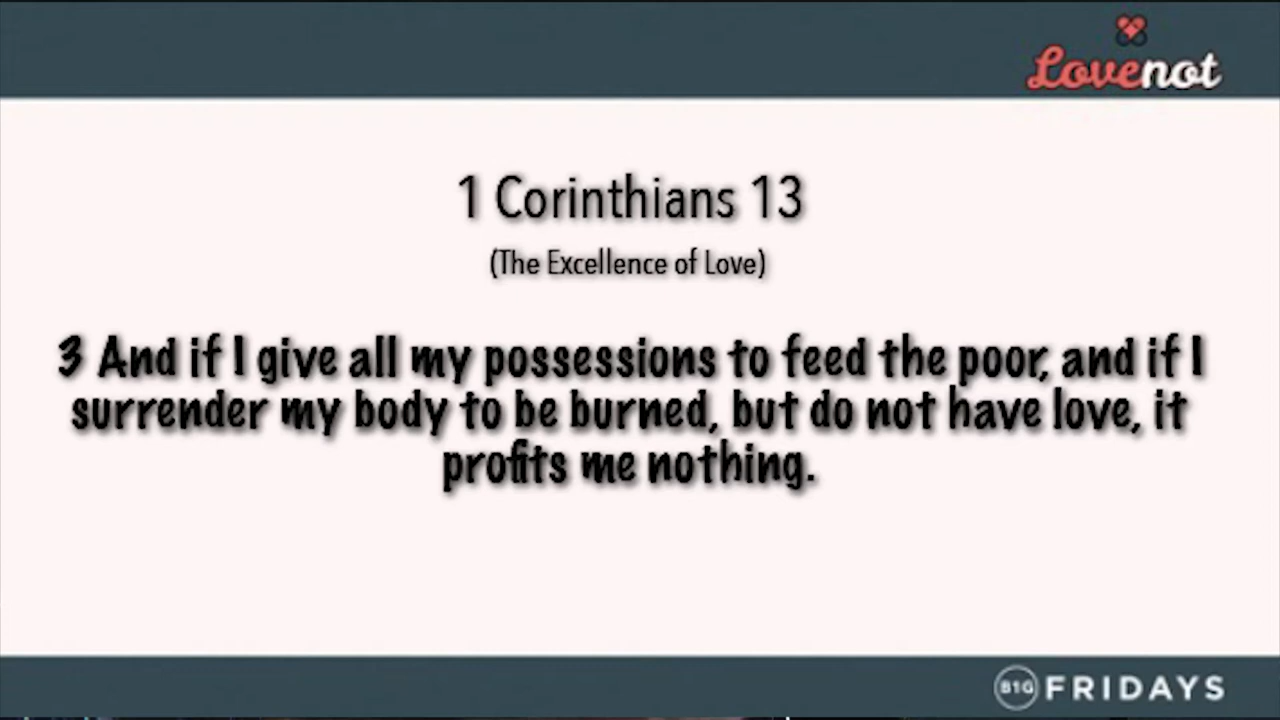 Lovenot
1 Corinthians 13
(The Excellence of Love)
3 And if I give all my possessions to feed the poor, and if I
surrender my body to be burned, but do not have love, it
profits me nothing.
B1G FRIDAYS